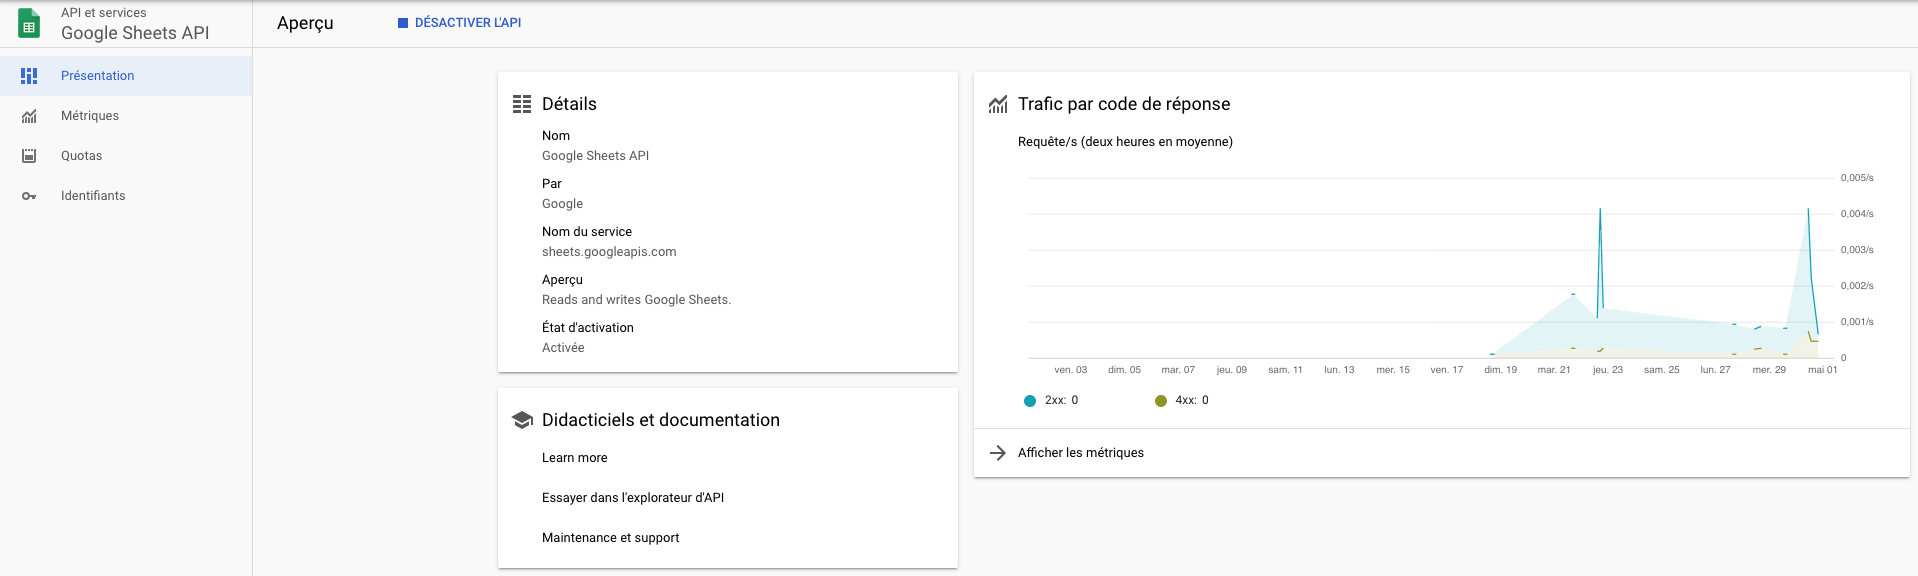 API et services
Google Sheets API
Aperçu
DÉSACTIVER L'API
Présentation
Métriques
Quotas
Identifiants
Détails
Nom
Google Sheets API
Par
Google
Nom du service
sheets.googleapis.com
Aperçu
Reads and writes Google Sheets.
État d'activation
Activée
Didacticiels et documentation
Learn more
Essayer dans l'explorateur d'API
Maintenance et support
Trafic par code de réponse
Requête/s (deux heures en moyenne)
0,005/s
0,004/s
0,003/s
0,002/s
0,001/s
0
ven. 03 dim. 05 mar. 07 jeu. 09 sam. 11 lun. 13 mer. 15 ven. 17 dim. 19 mar. 21 jeu. 23 sam. 25 lun. 27 mer. 29 mai 01
2xx: 0 4xx: 0
Afficher les métriques